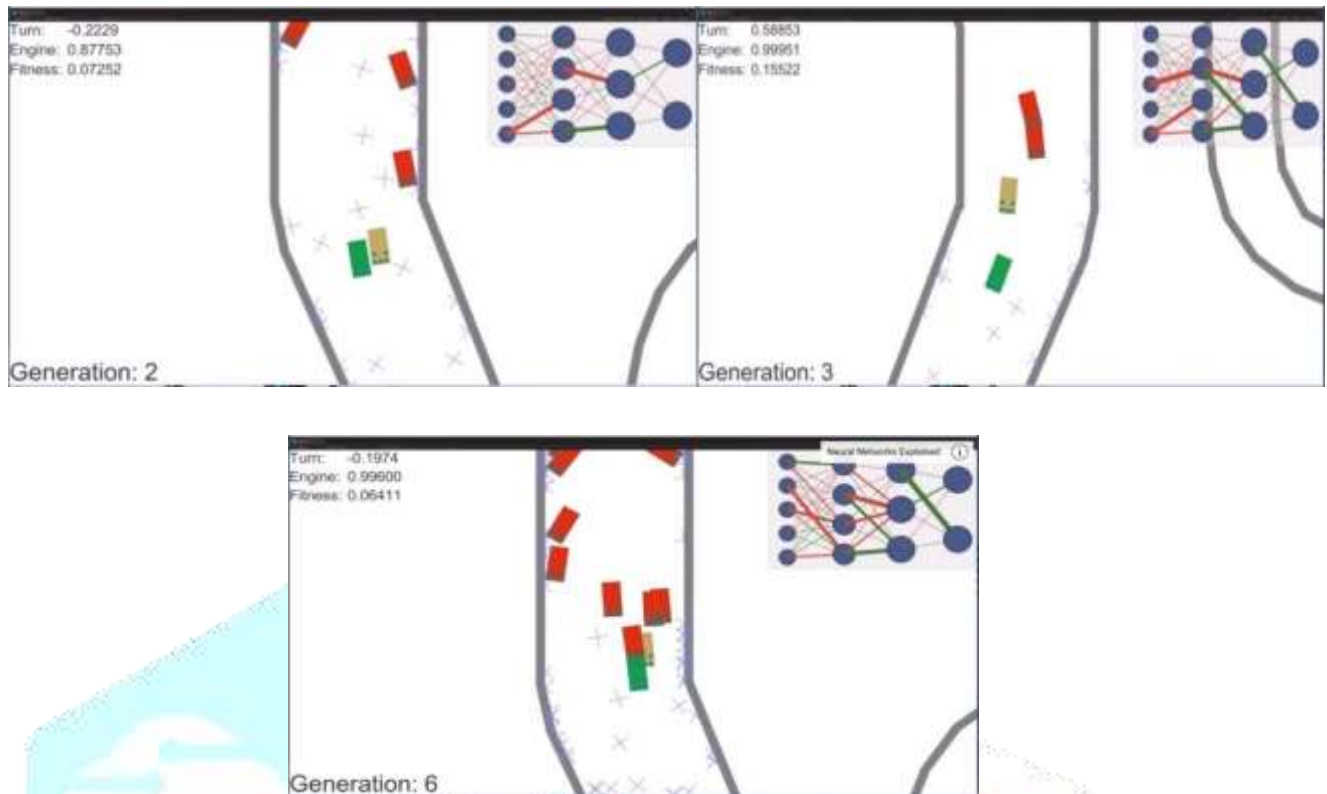 Turn: -0.2229
Engine: 0.87753
Fitness: 0.07252
Generation: 2
Turn: 0.58853
Engine: 0.99951
Fitness: 0.15522
Generation: 3
Neural Networks Explained
Turn: -0.1974
Engine: 0.99600
Fitness: 0.06411
Generation: 6